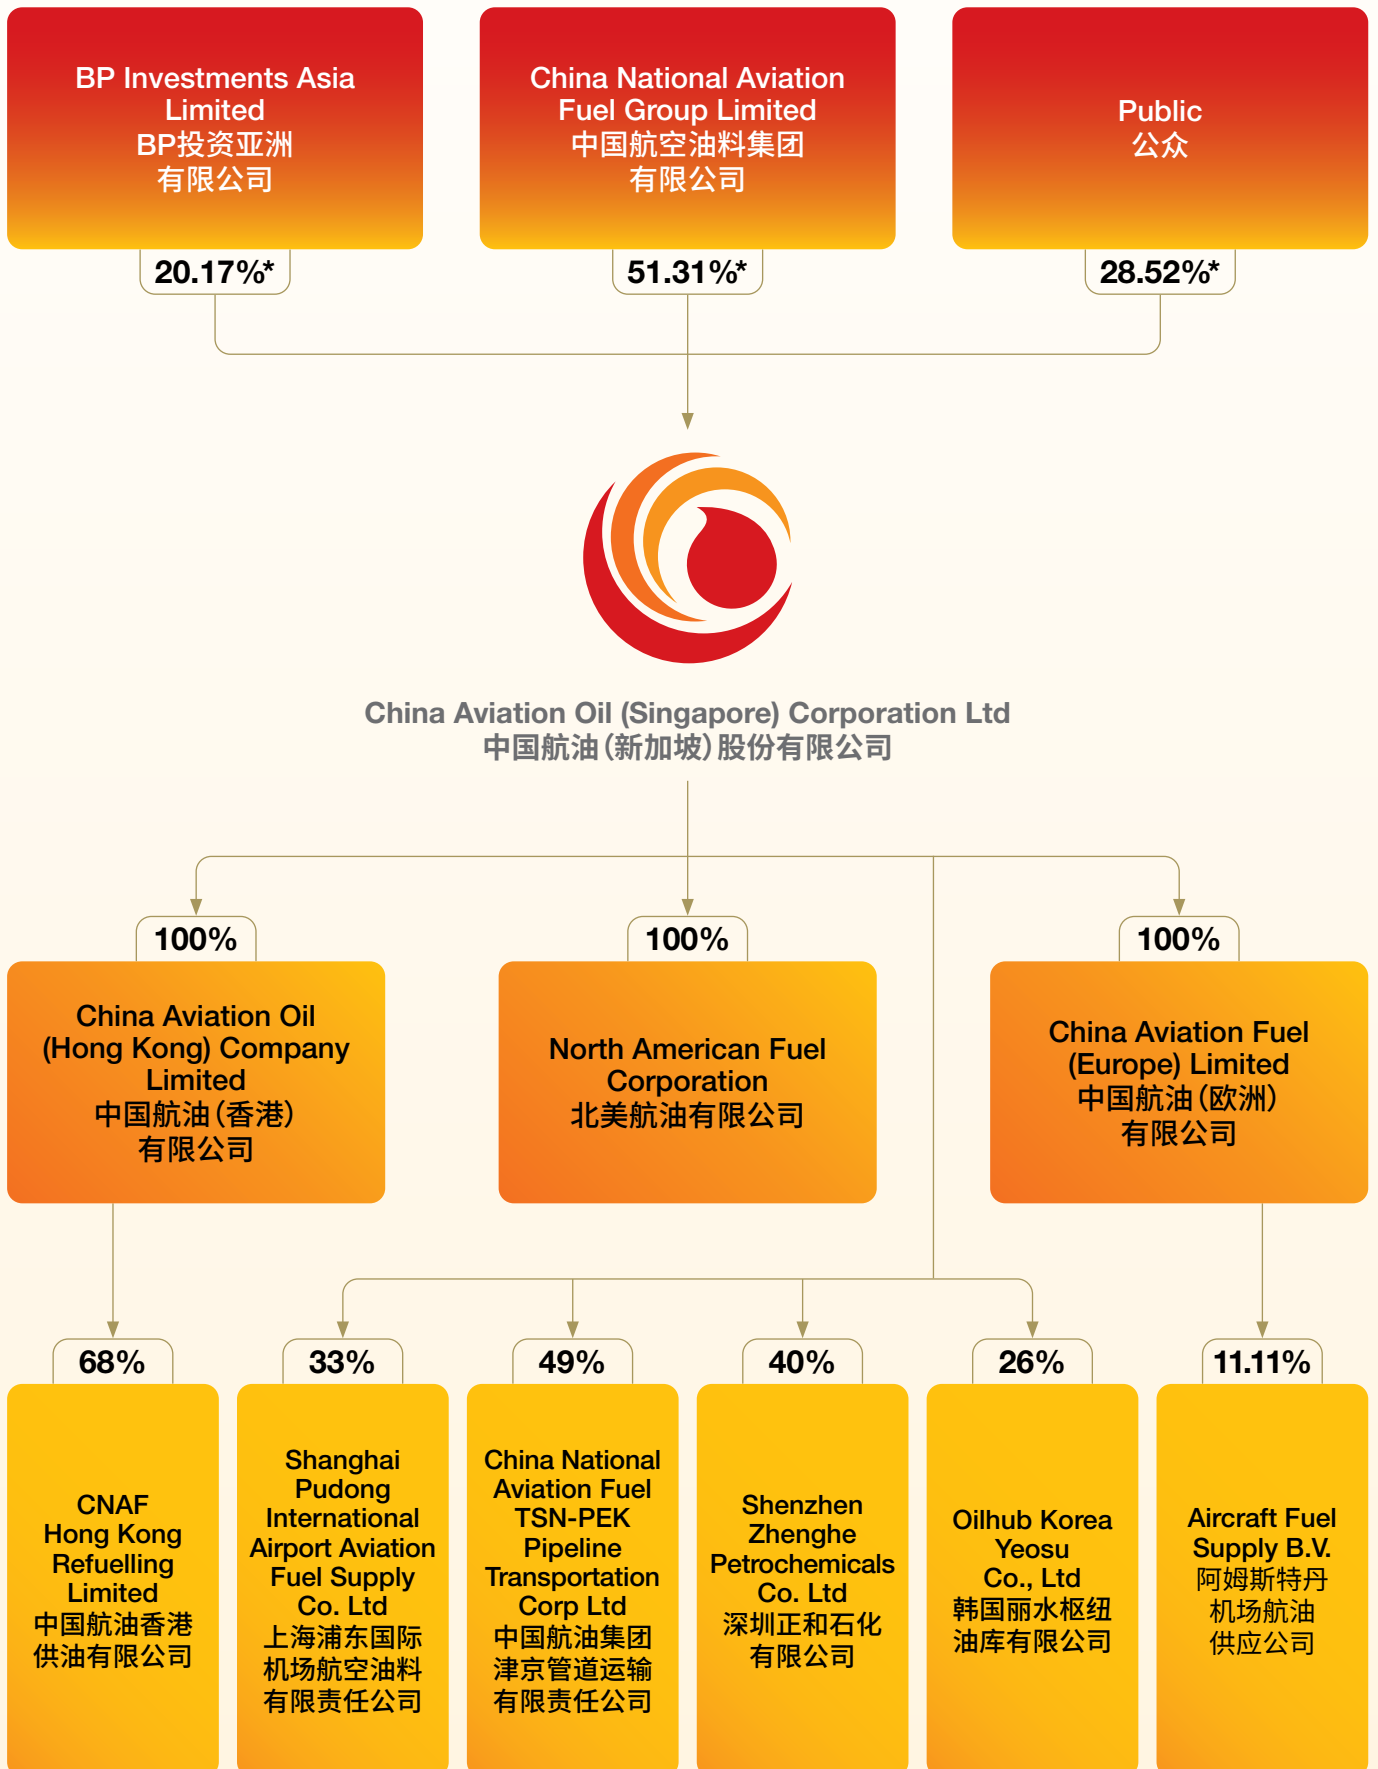 BP Investments Asia
Limited
BP投资亚洲
有限公司
20.17%*
China National Aviation
Fuel Group Limited
中国航空油料集团
有限公司
51.31%*
Public
公众
28.52%*
China Aviation Oil (Singapore) Corporation Ltd
中国航油(新加坡)股份有限公司
100%
China Aviation Oil
(Hong Kong) Company
Limited
中国航油(香港)
有限公司
100%
North American Fuel
Corporation
北美航油有限公司
100%
China Aviation Fuel
(Europe) Limited
中国航油(欧洲)
有限公司
68%
CNAF
Hong Kong
Refuelling
Limited
中国航油香港
供油有限公司
33%
Shanghai
Pudong
International
Airport Aviation
Fuel Supply
Co. Ltd
上海浦东国际
机场航空油料
有限责任公司
49%
China National
Aviation Fuel
TSN-PEK
Pipeline
Transportation
Corp Ltd
中国航油集团
津京管道运输
有限责任公司
40%
Shenzhen
Zhenghe
Petrochemicals
Co. Ltd
深圳正和石化
有限公司
26%
Oilhub Korea
Yeosu
Co., Ltd
韩国丽水枢纽
油库有限公司
11.11%
Aircraft Fuel
Supply B.V.
阿姆斯特丹
机场航油
供应公司